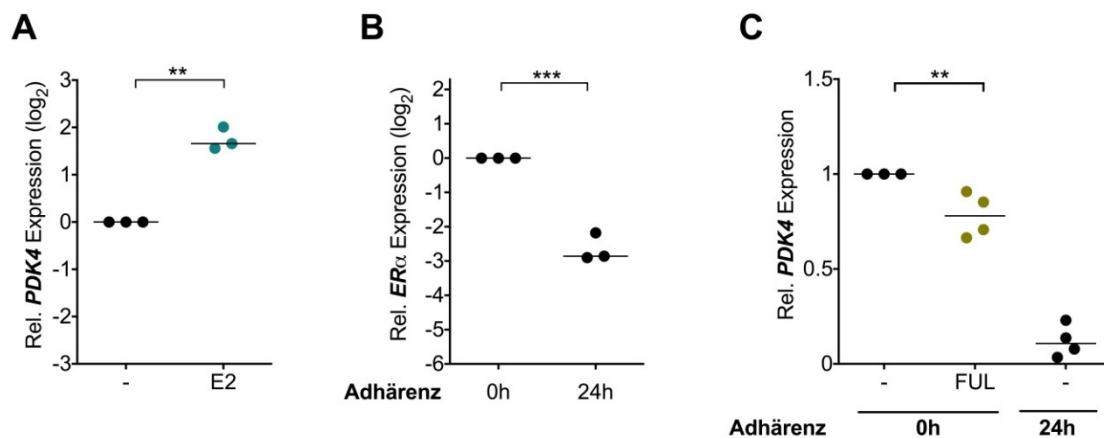 A
**
Rel. PDK4 Expression (log2)
3
2
1
0
-1
-2
-3
-
E2
B
***
Rel. ERα Expression (log2)
2
1
0
-1
-2
-3
-4
-5
-6
Adhärenz 0h 24h
C
**
Rel. PDK4 Expression
1.5
1
0.5
0
- FUL -
Adhärenz 0h 24h